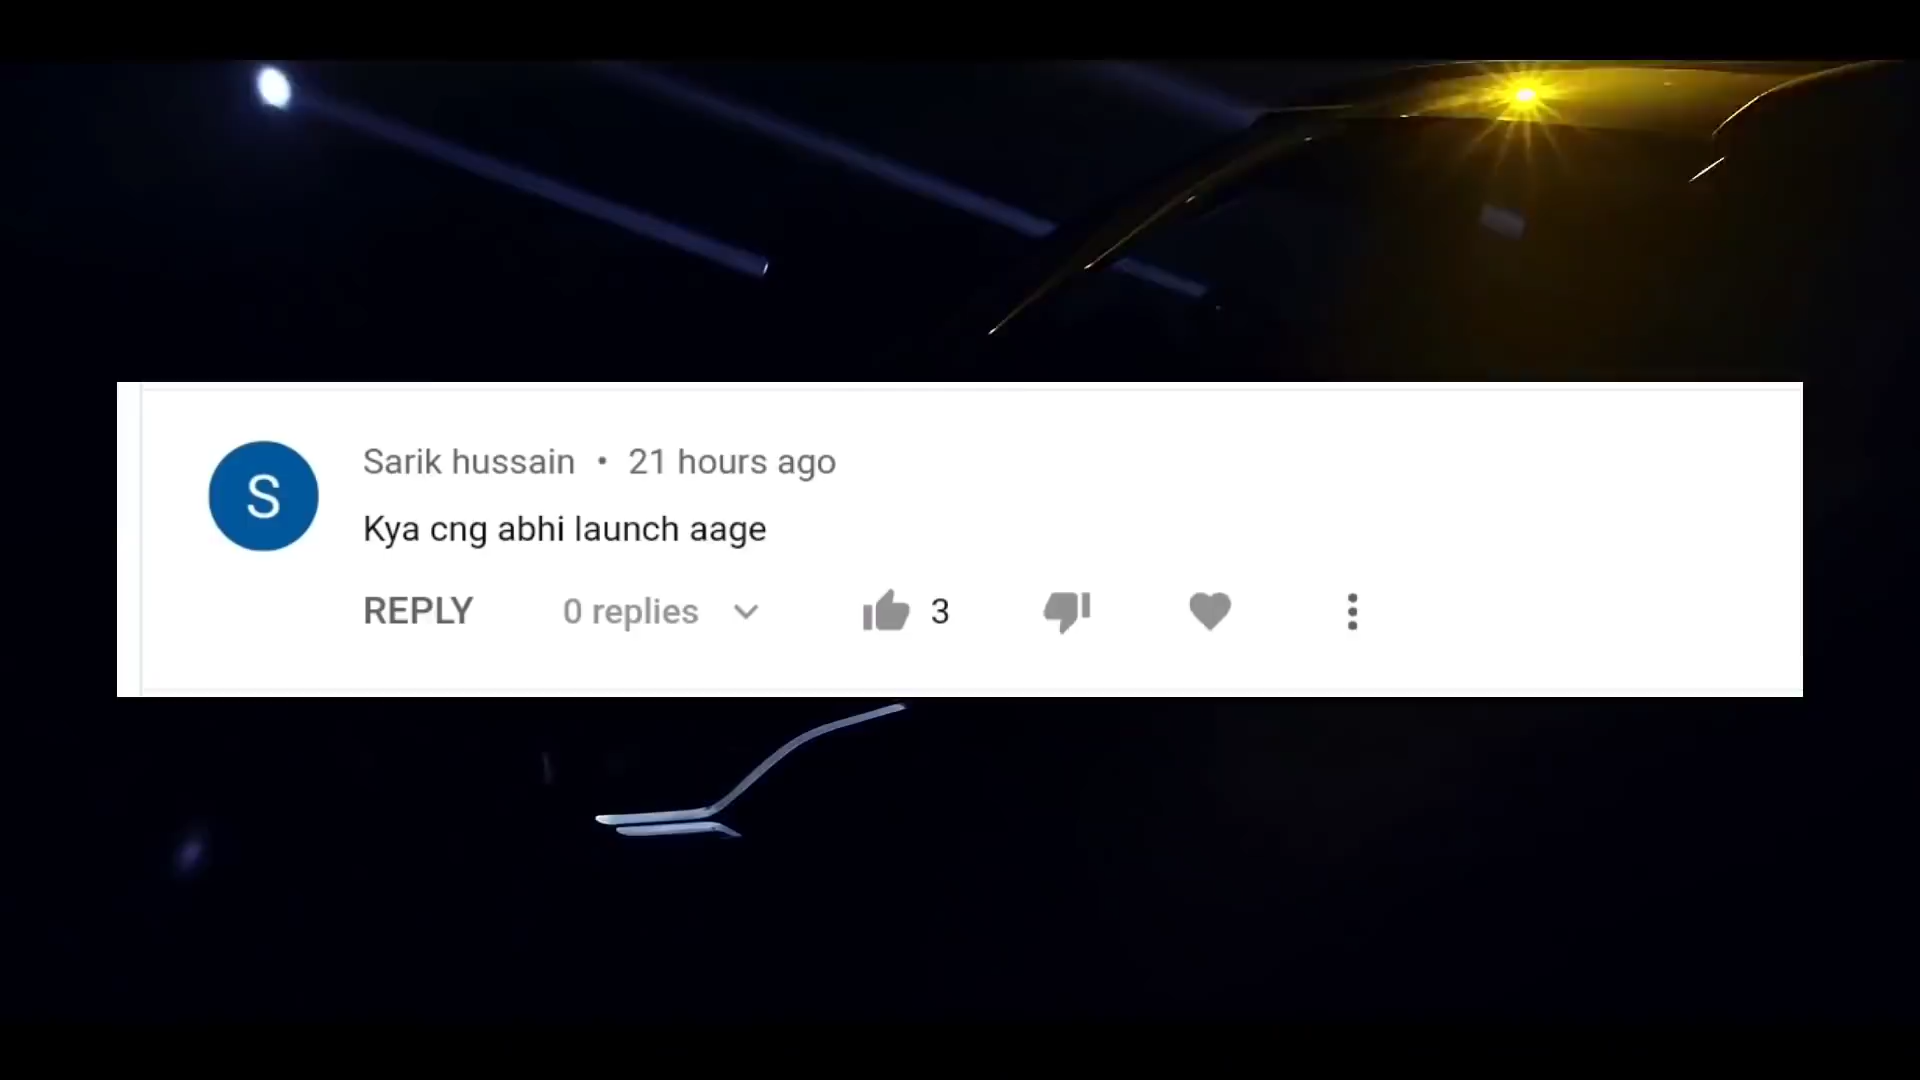 S
Sarik hussain • 21 hours ago
Kya cng abhi launch aage
REPLY 0 replies 3